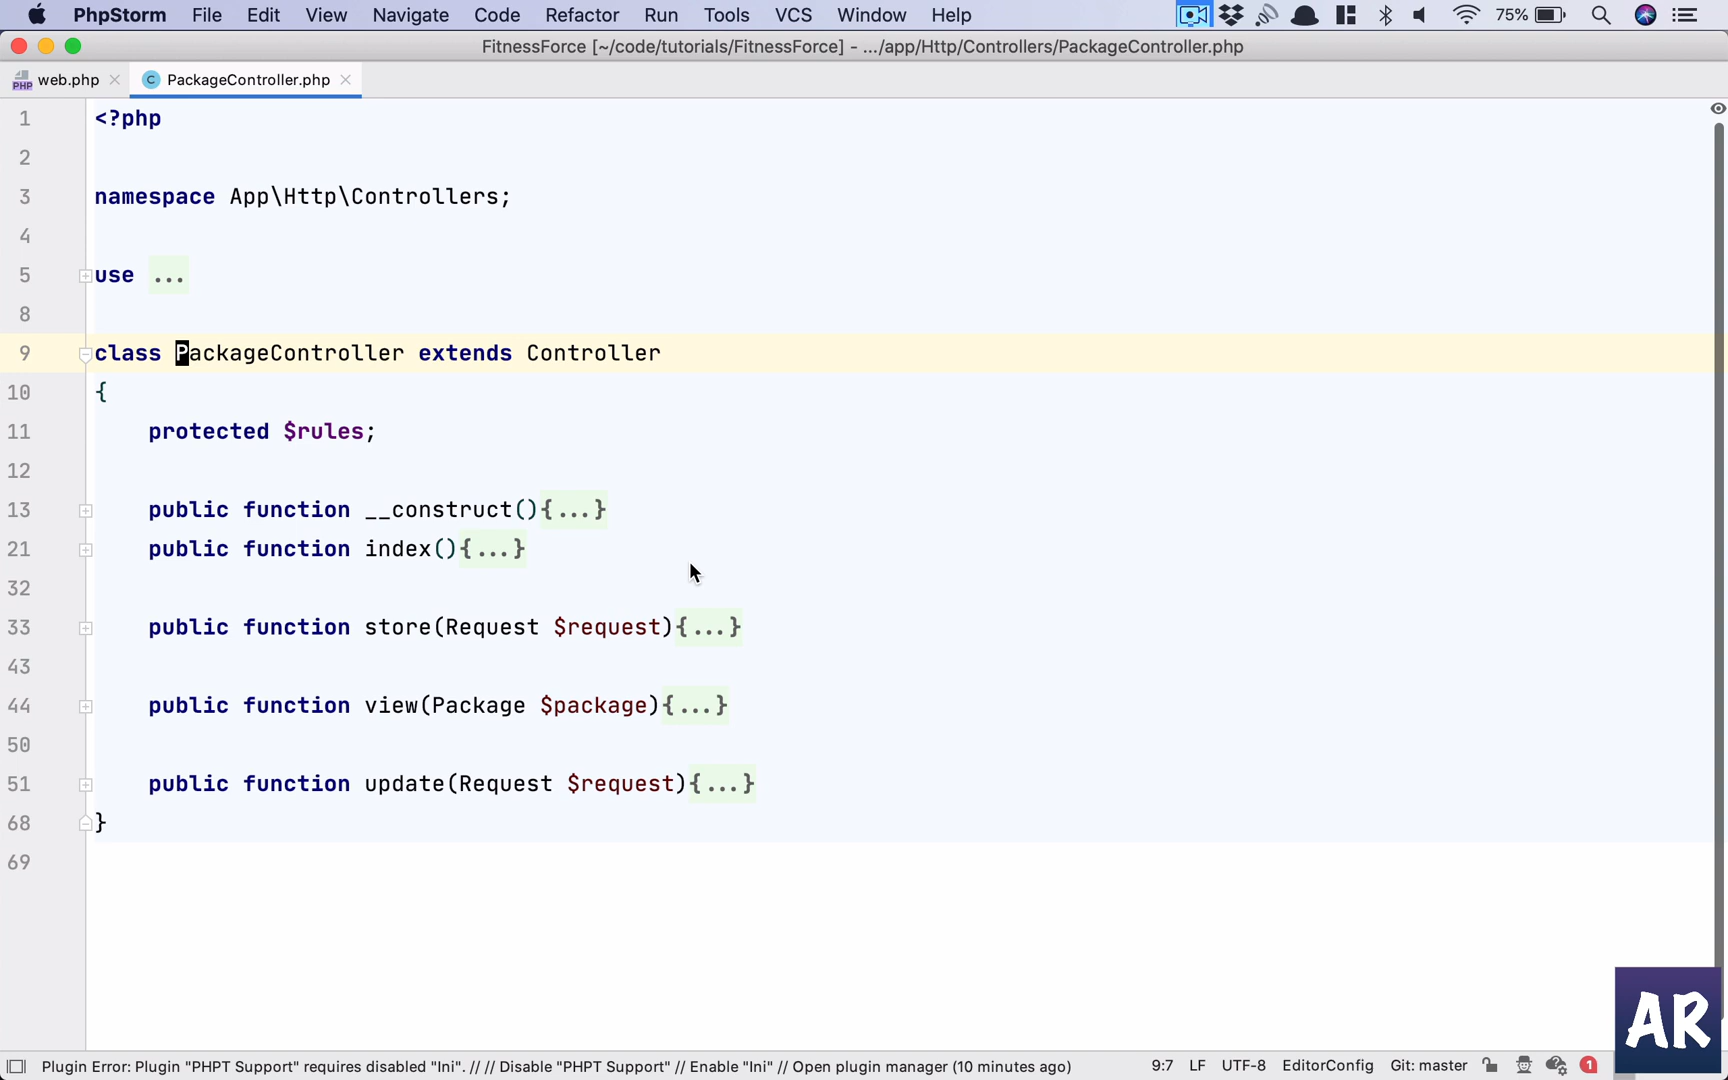 PhpStorm File Edit View Navigate Code Refactor Run Tools VCS Window Help 75%
FitnessForce [~/code/tutorials/FitnessForce] - .../app/Http/Controllers/PackageController.php
PHP web.php C PackageController.php
1 <?php
2
3 namespace App\Http\Controllers;
4
5 use ...
8
9 class PackageController extends Controller
10 {
11 protected $rules;
12
13 public function __construct(){...}
21 public function index(){...}
32
33 public function store(Request $request){...}
43
44 public function view(Package $package){...}
50
51 public function update(Request $request){...}
68 }
69
AR
Plugin Error: Plugin "PHPT Support" requires disabled "Ini". // // Disable "PHPT Support" // Enable "Ini" // Open plugin manager (10 minutes ago) 9:7 LF UTF-8 EditorConfig Git: master 1